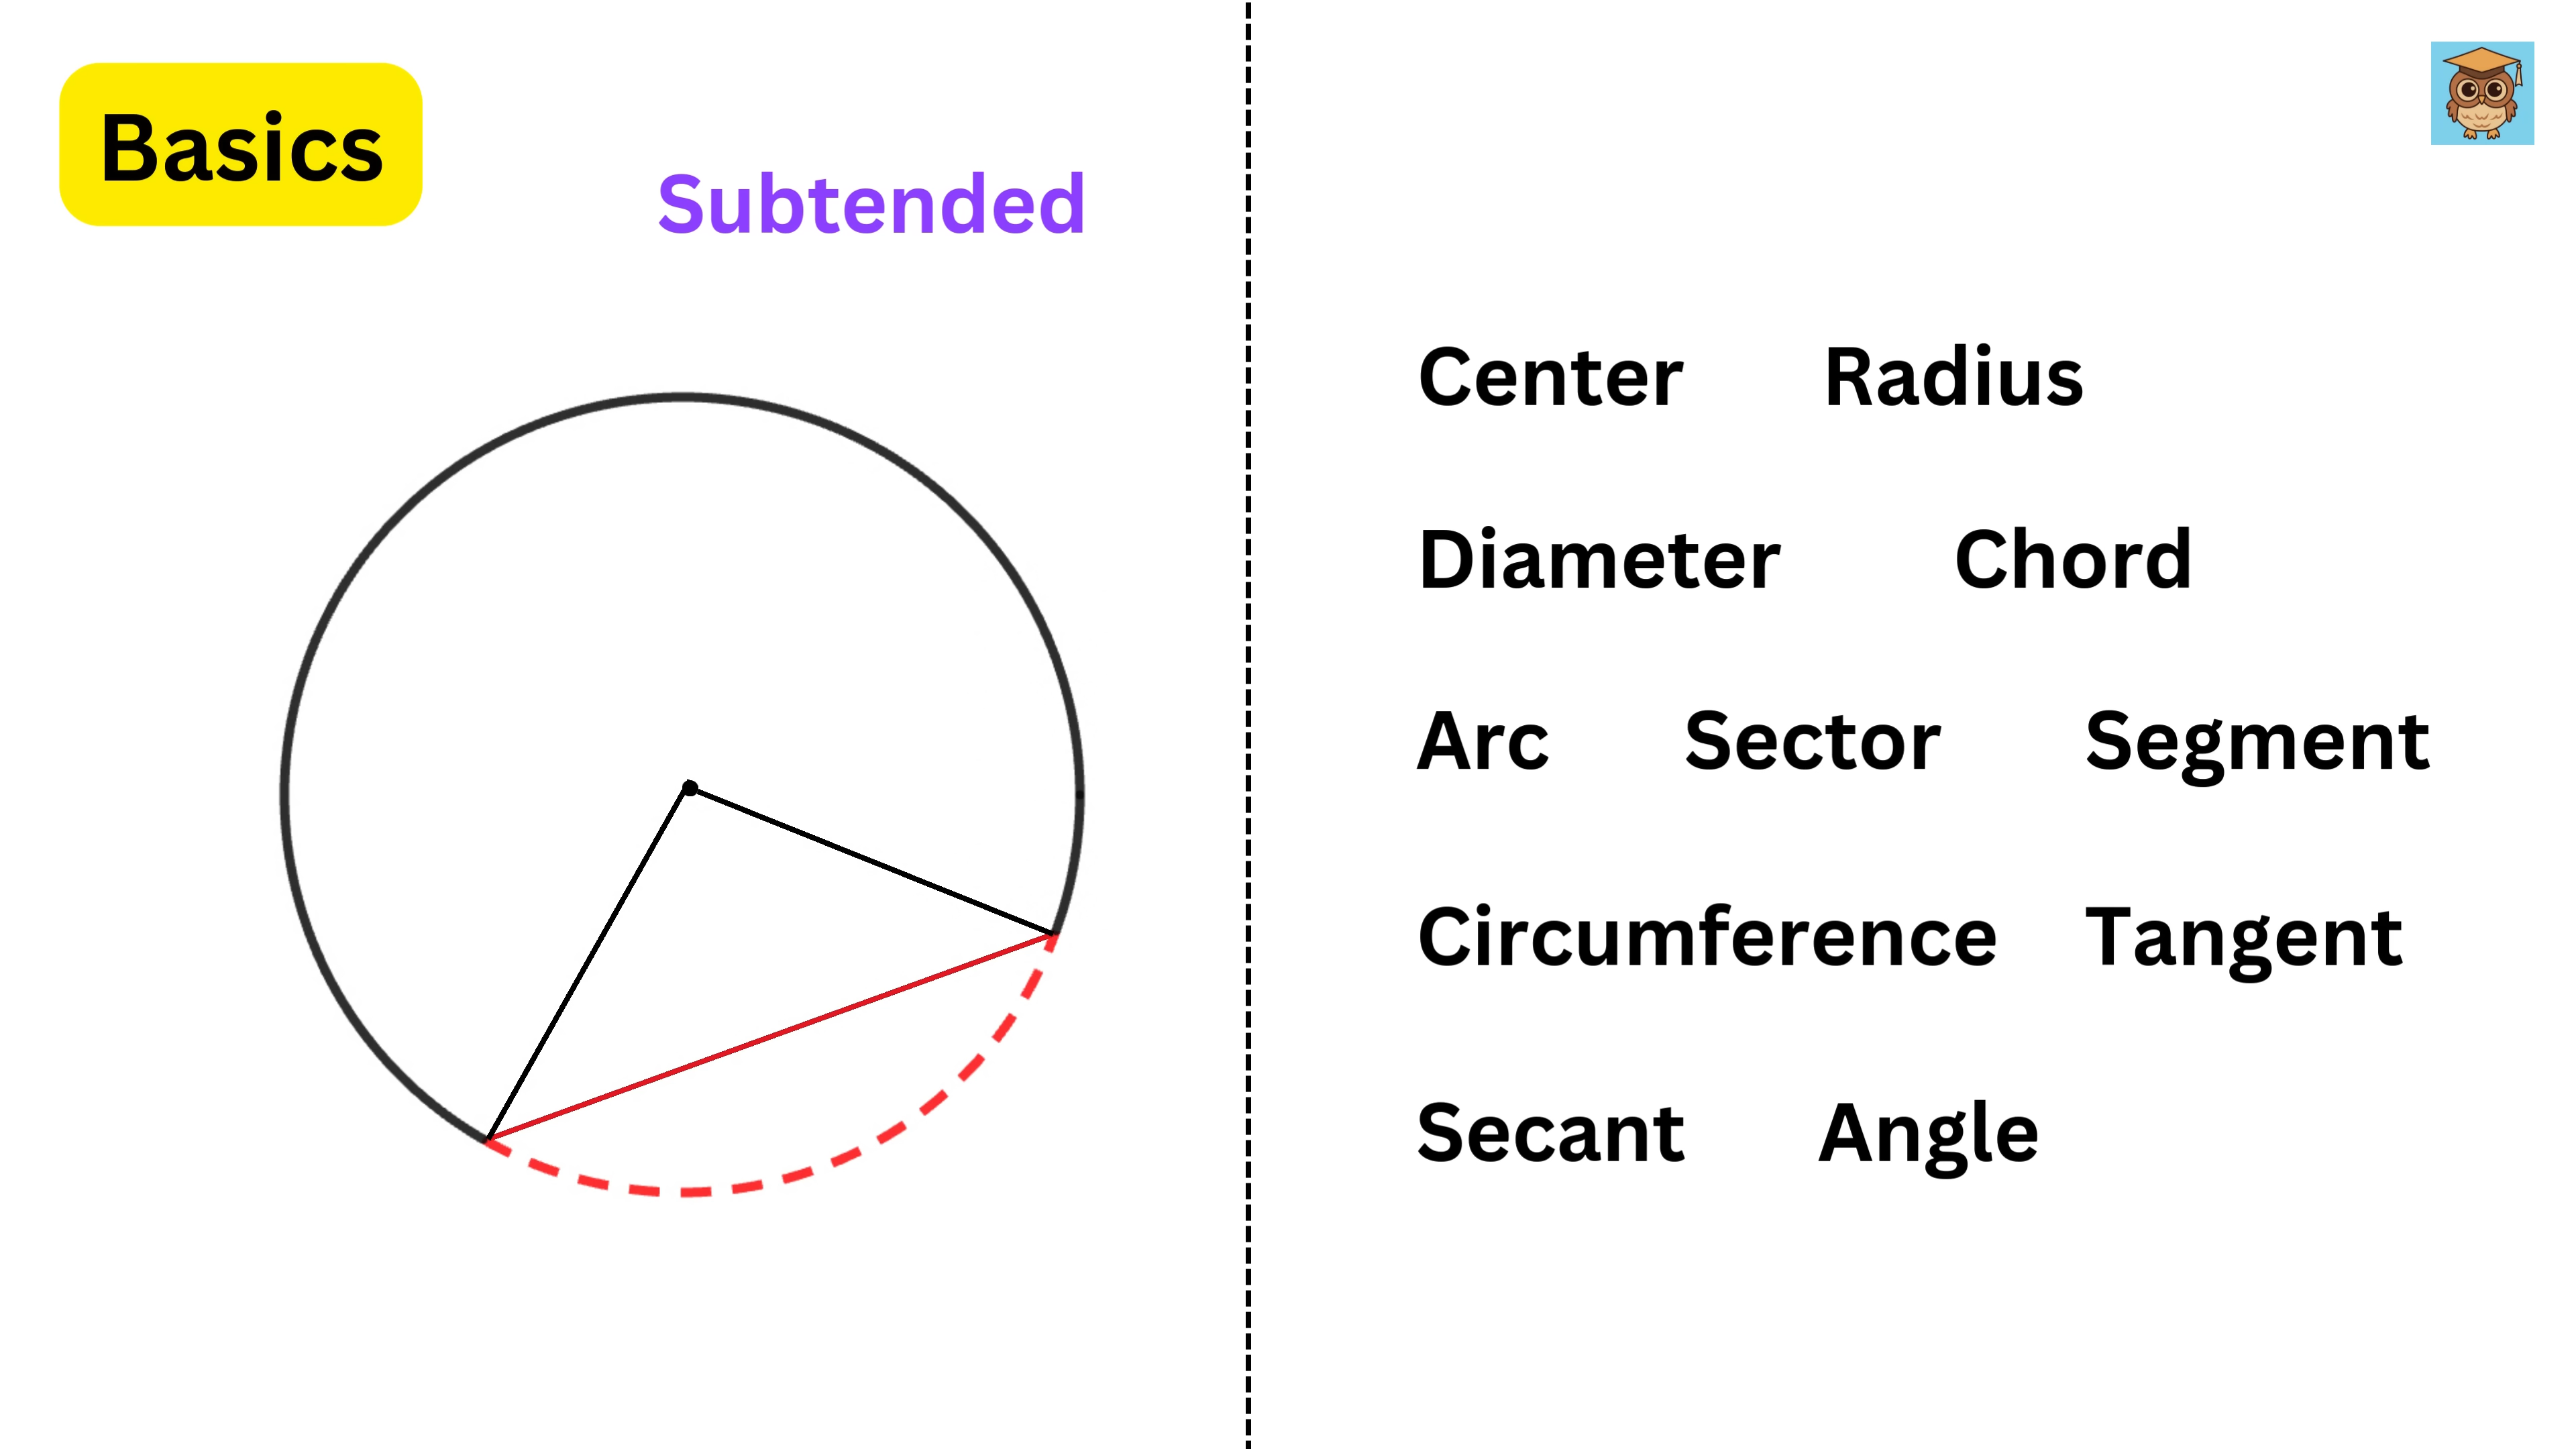 Basics
Subtended
Center Radius
Diameter Chord
Arc Sector Segment
Circumference Tangent
Secant Angle